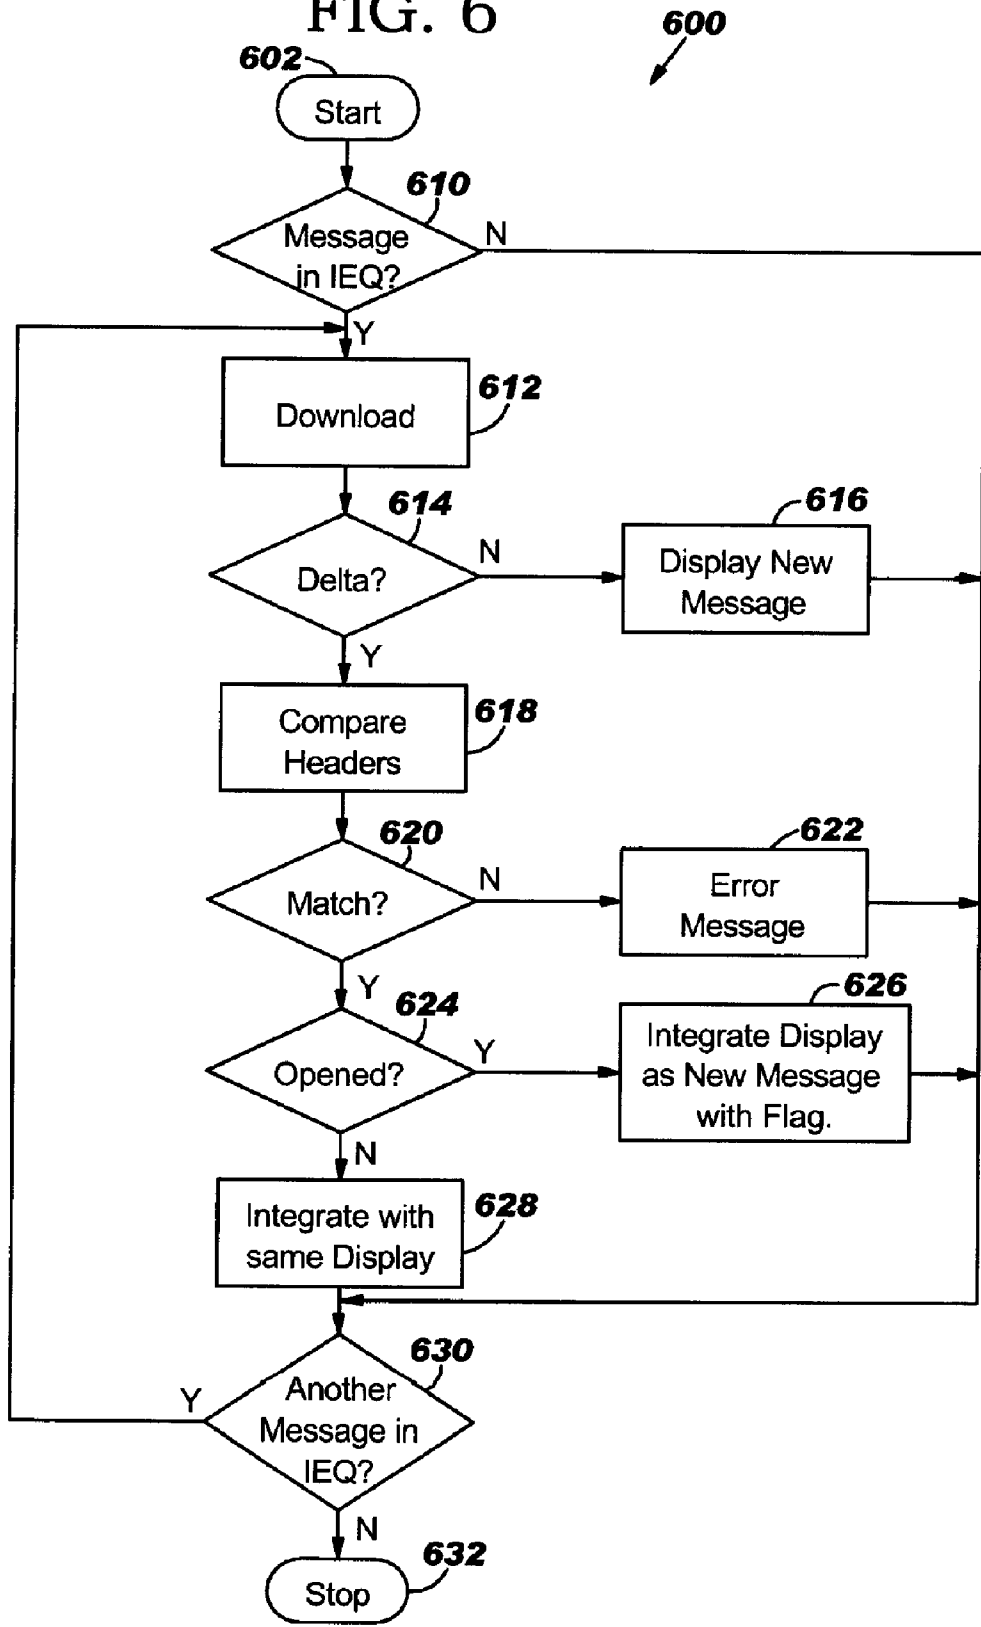 FIG. 6
600
602
Start
610
Message
in IEQ?
N
Y
Download
612
614
Delta?
N
616
Display New
Message
Y
Compare
Headers
618
620
Match?
N
622
Error
Message
Y
624
Opened?
Y
626
Integrate Display
as New Message
with Flag.
N
Integrate with
same Display
628
630
Another
Message in
IEQ?
Y
N
632
Stop